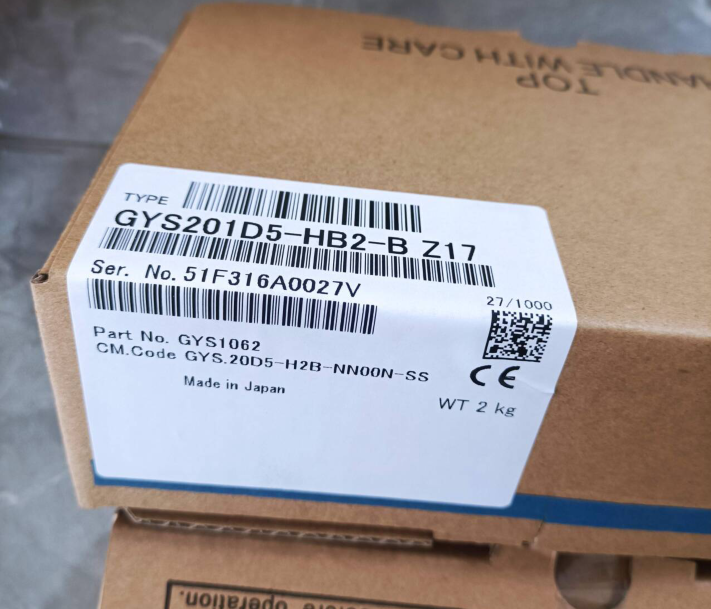 TOP
HANDLE WITH CARE
TYPE
GYS201D5-HB2-B Z17
Ser. No. 51F316A0027V
27/1000
Part No. GYS1062
CM.Code GYS.20D5-H2B-NN00N-SS
CE
Made in Japan
WT 2 kg
before operation.